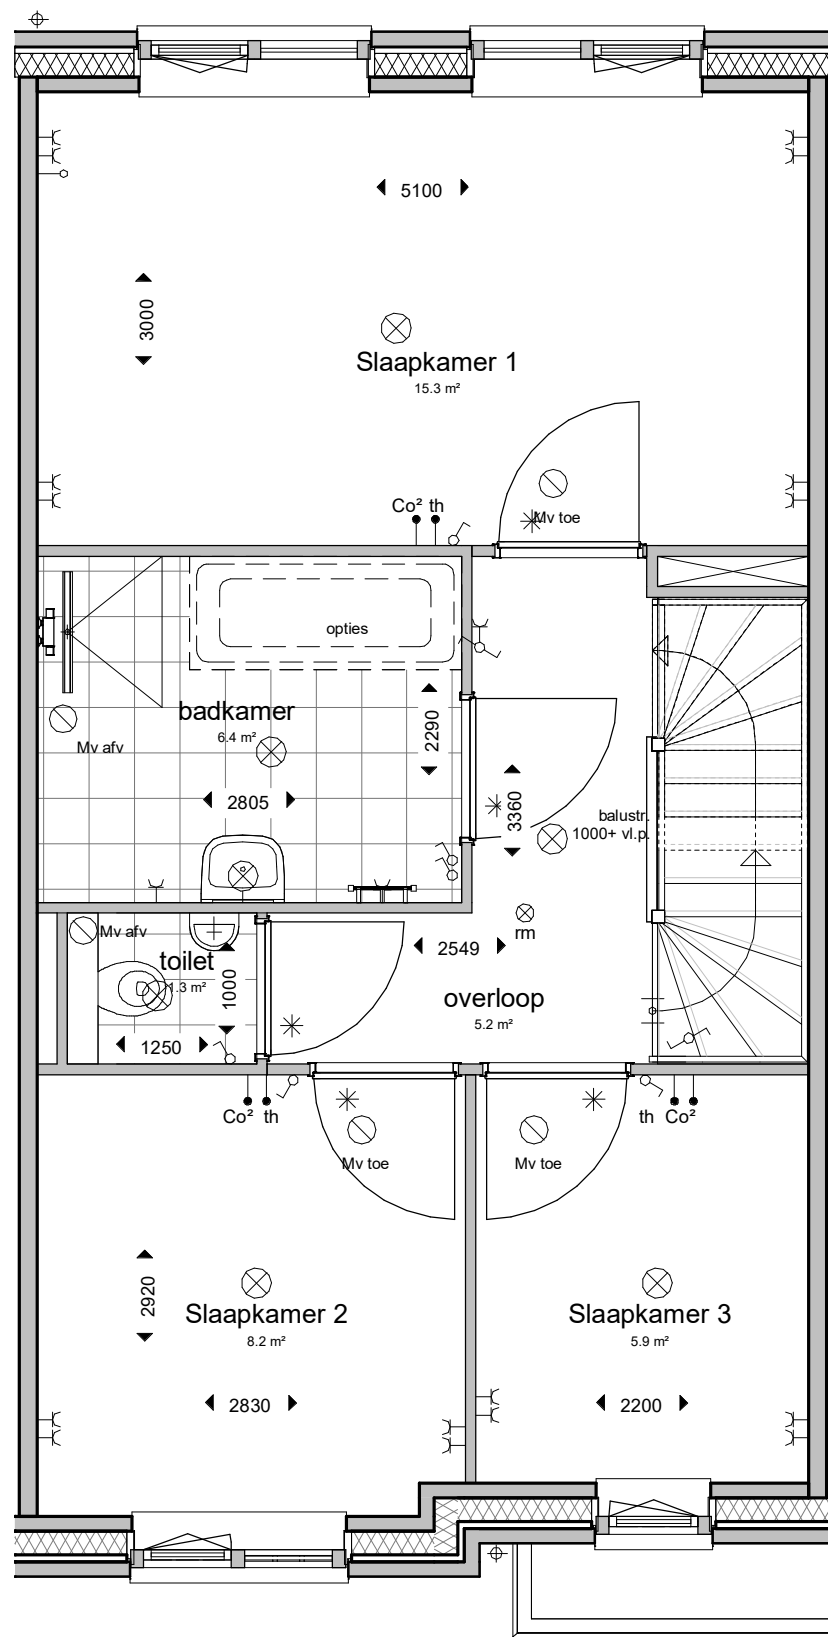 5100
3000
Slaapkamer 1
15.3 m²
Co² th
Mv toe
opties
badkamer
6.4 m²
2290
Mv afv
2805
3360
balustr.
1000+ vl.p.
Mv afv
rm
toilet
1.3 m²
1000
2549
overloop
5.2 m²
1250
Co² th
th Co²
Mv toe
Mv toe
2920
Slaapkamer 2
8.2 m²
Slaapkamer 3
5.9 m²
2830
2200